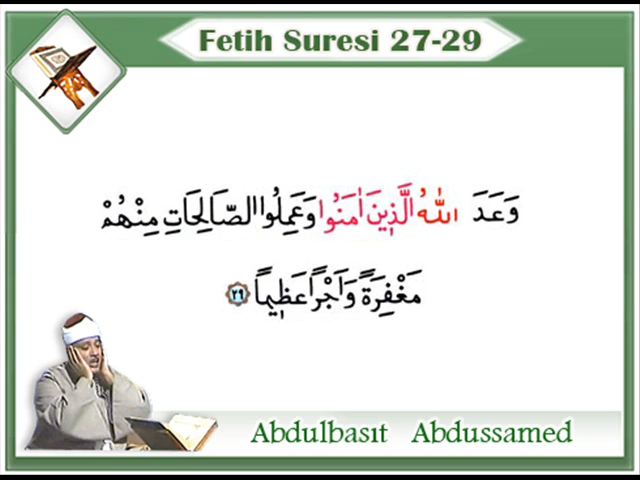 Fetih Suresi 27-29
وَعَدَ اللّٰهُ الَّذ۪ينَ اٰمَنُوا وَعَمِلُوا الصَّالِحَاتِ مِنْهُمْ
مَغْفِرَةً وَاَجْرًا عَظ۪يمًا ﴿٢٩﴾
Abdulbasıt Abdussamed